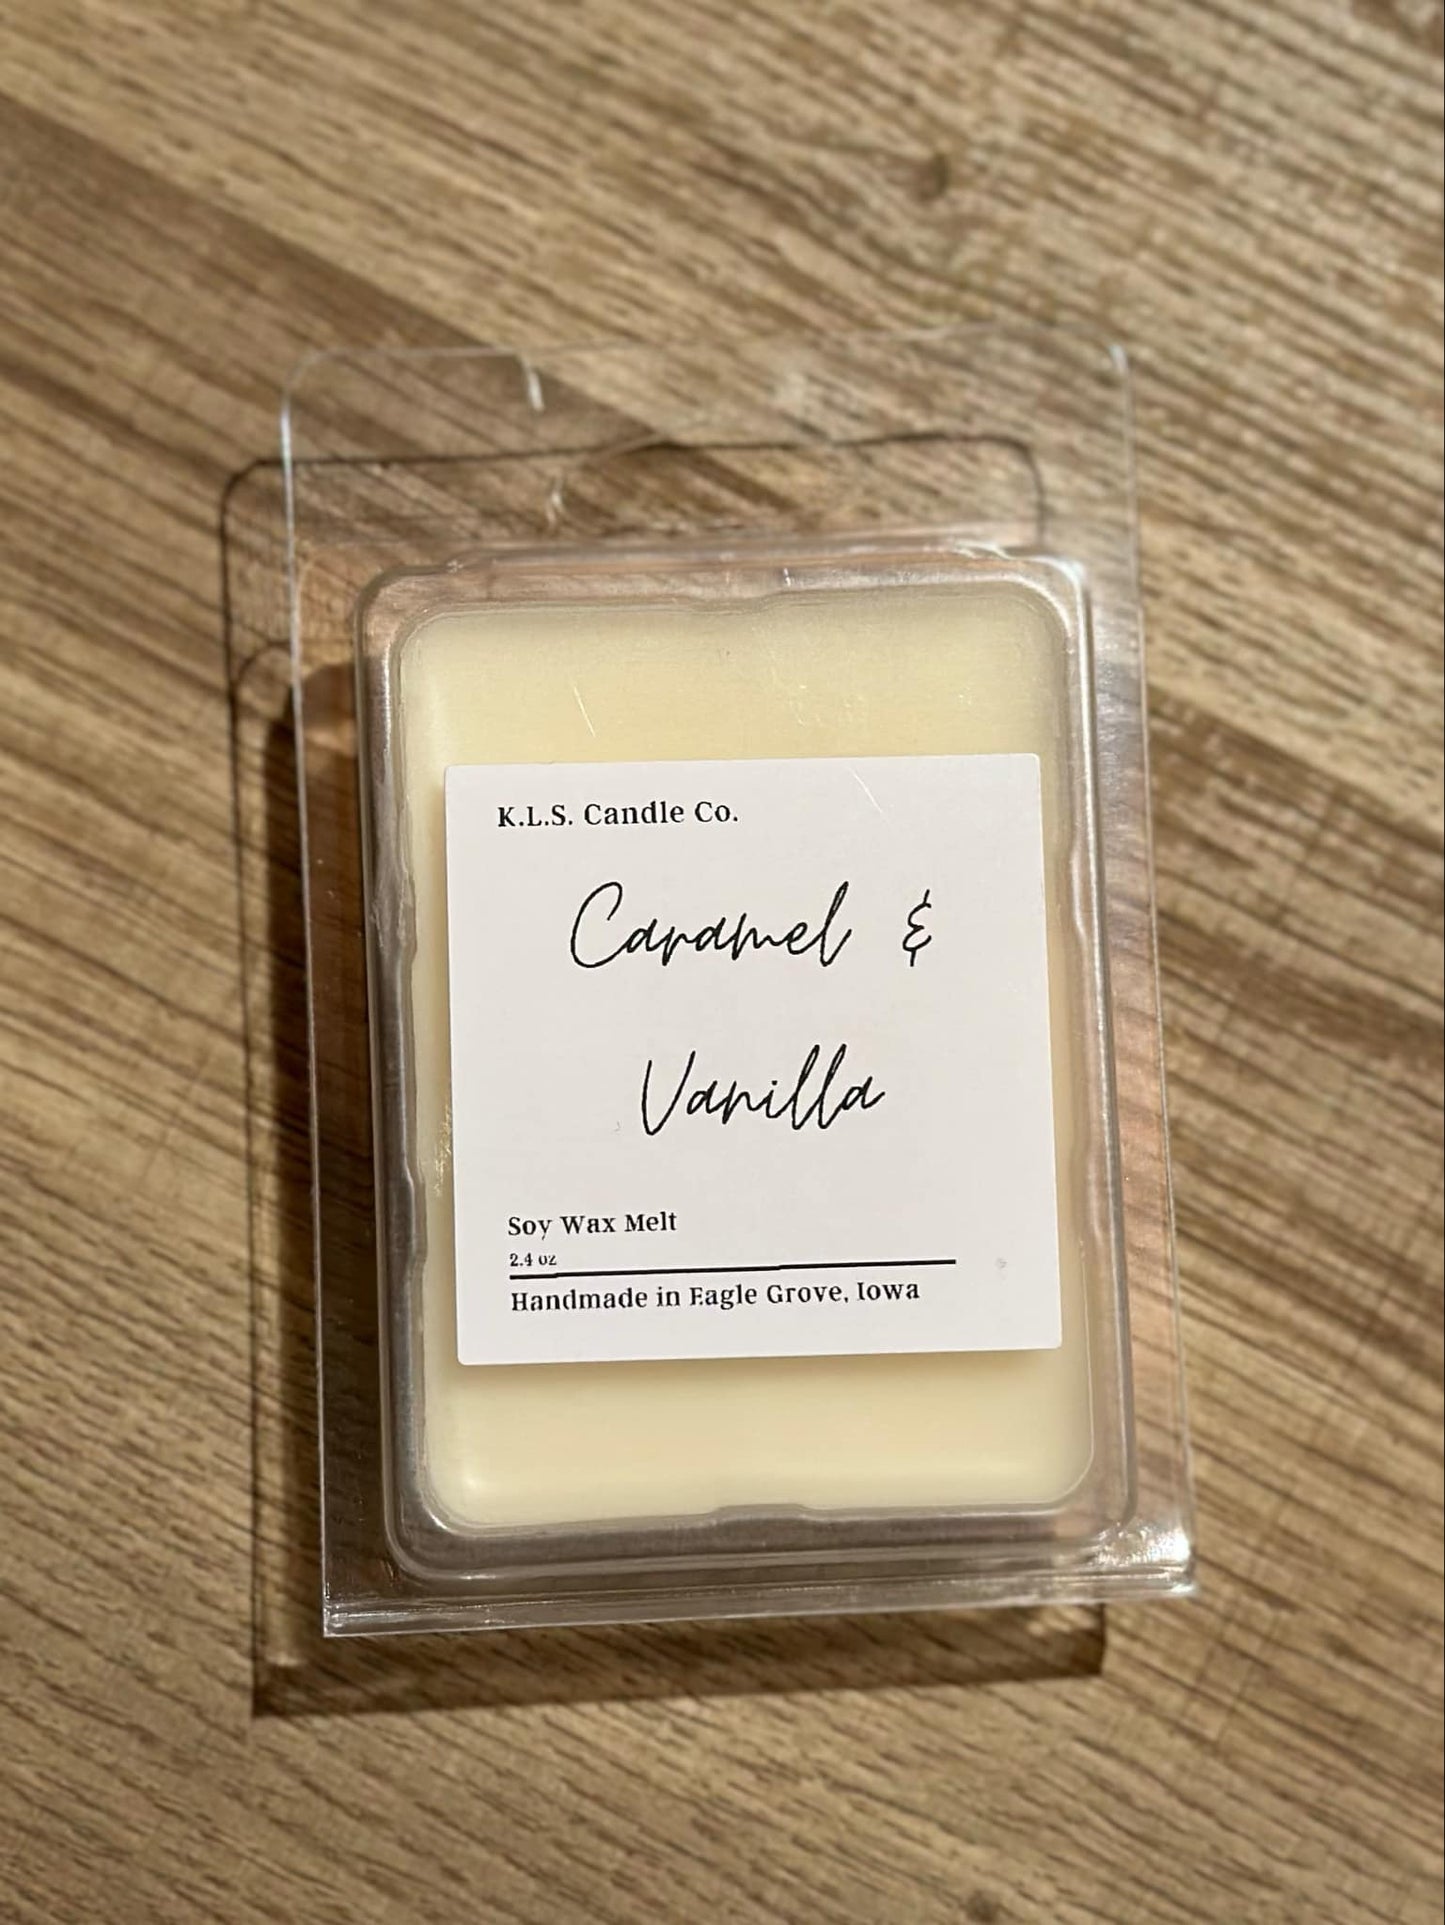 K.L.S. Candle Co.
Caramel &
Vanilla
Soy Wax Melt
2.4 oz
Handmade in Eagle Grove, Iowa